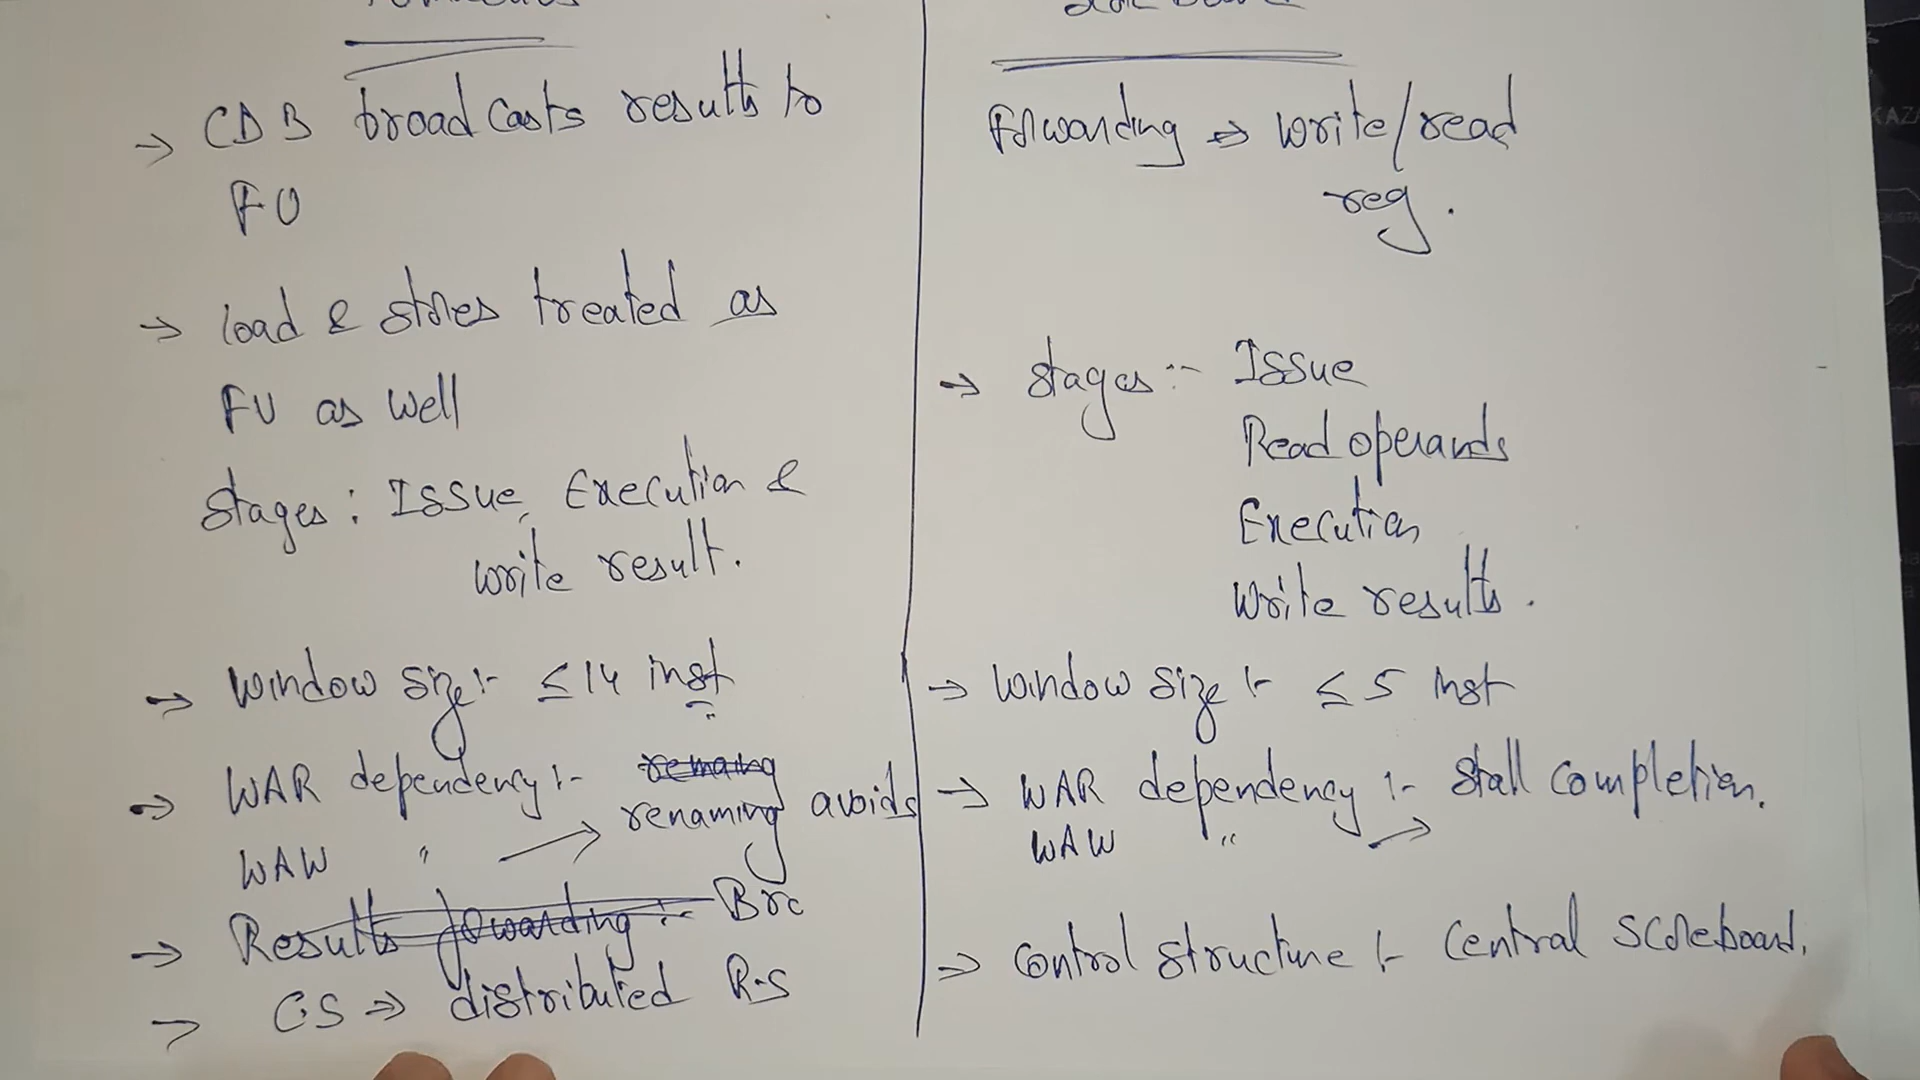 → CDB broadcasts results to
FU
→ load & stores treated as
FU as well
Stages : Issue, Execution &
write result.
→ Window size :- ≤ 14 inst
→ WAR dependency :-
renaming avoids
WAW " →
→ Results forwarding :- Brc
→ CS ⇒ distributed R.S
Forwarding ⇒ Write/read
reg.
→ Stages :- Issue
Read operands
Execution
Write results.
→ Window size :- ≤ 5 inst
→ WAR dependency :- Stall completion.
WAW " →
→ Control structure :- Central scoreboard.